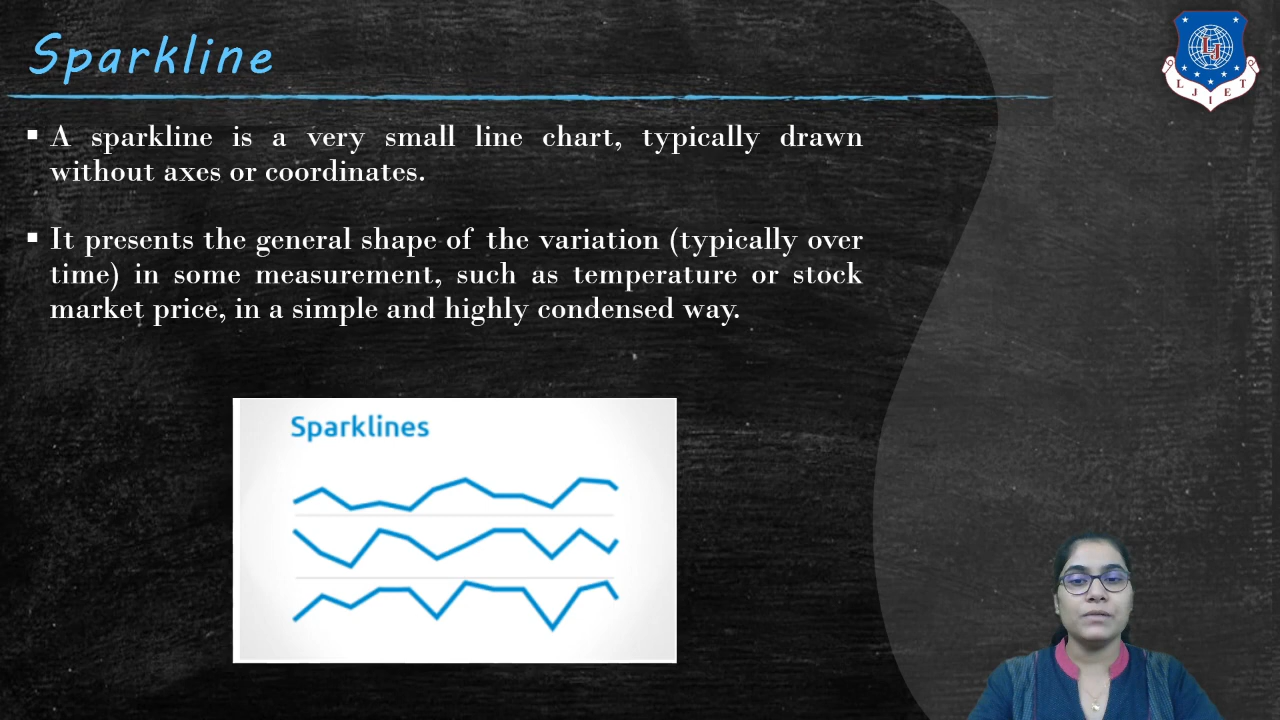 Sparkline
LJ
L J I E T
▪ A sparkline is a very small line chart, typically drawn
without axes or coordinates.
▪ It presents the general shape of the variation (typically over
time) in some measurement, such as temperature or stock
market price, in a simple and highly condensed way.
Sparklines